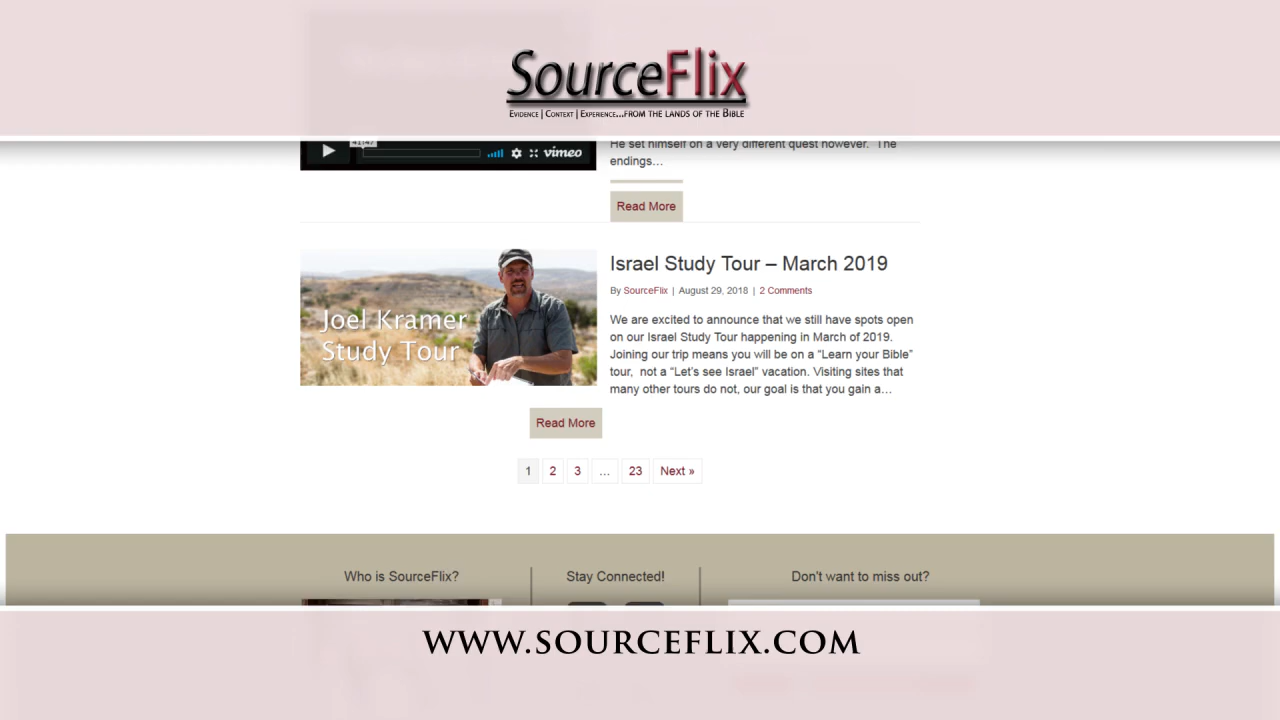 SourceFlix
Evidence | Context | Experience...from the lands of the Bible
41:47
vimeo
He set himself on a very different quest however. The
endings…
Read More
Joel Kramer
Study Tour
Israel Study Tour – March 2019
By SourceFlix | August 29, 2018 | 2 Comments
We are excited to announce that we still have spots open
on our Israel Study Tour happening in March of 2019.
Joining our trip means you will be on a “Learn your Bible”
tour, not a “Let’s see Israel” vacation. Visiting sites that
many other tours do not, our goal is that you gain a…
Read More
1 2 3 … 23 Next »
Who is SourceFlix?
Stay Connected!
Don't want to miss out?
WWW.SOURCEFLIX.COM